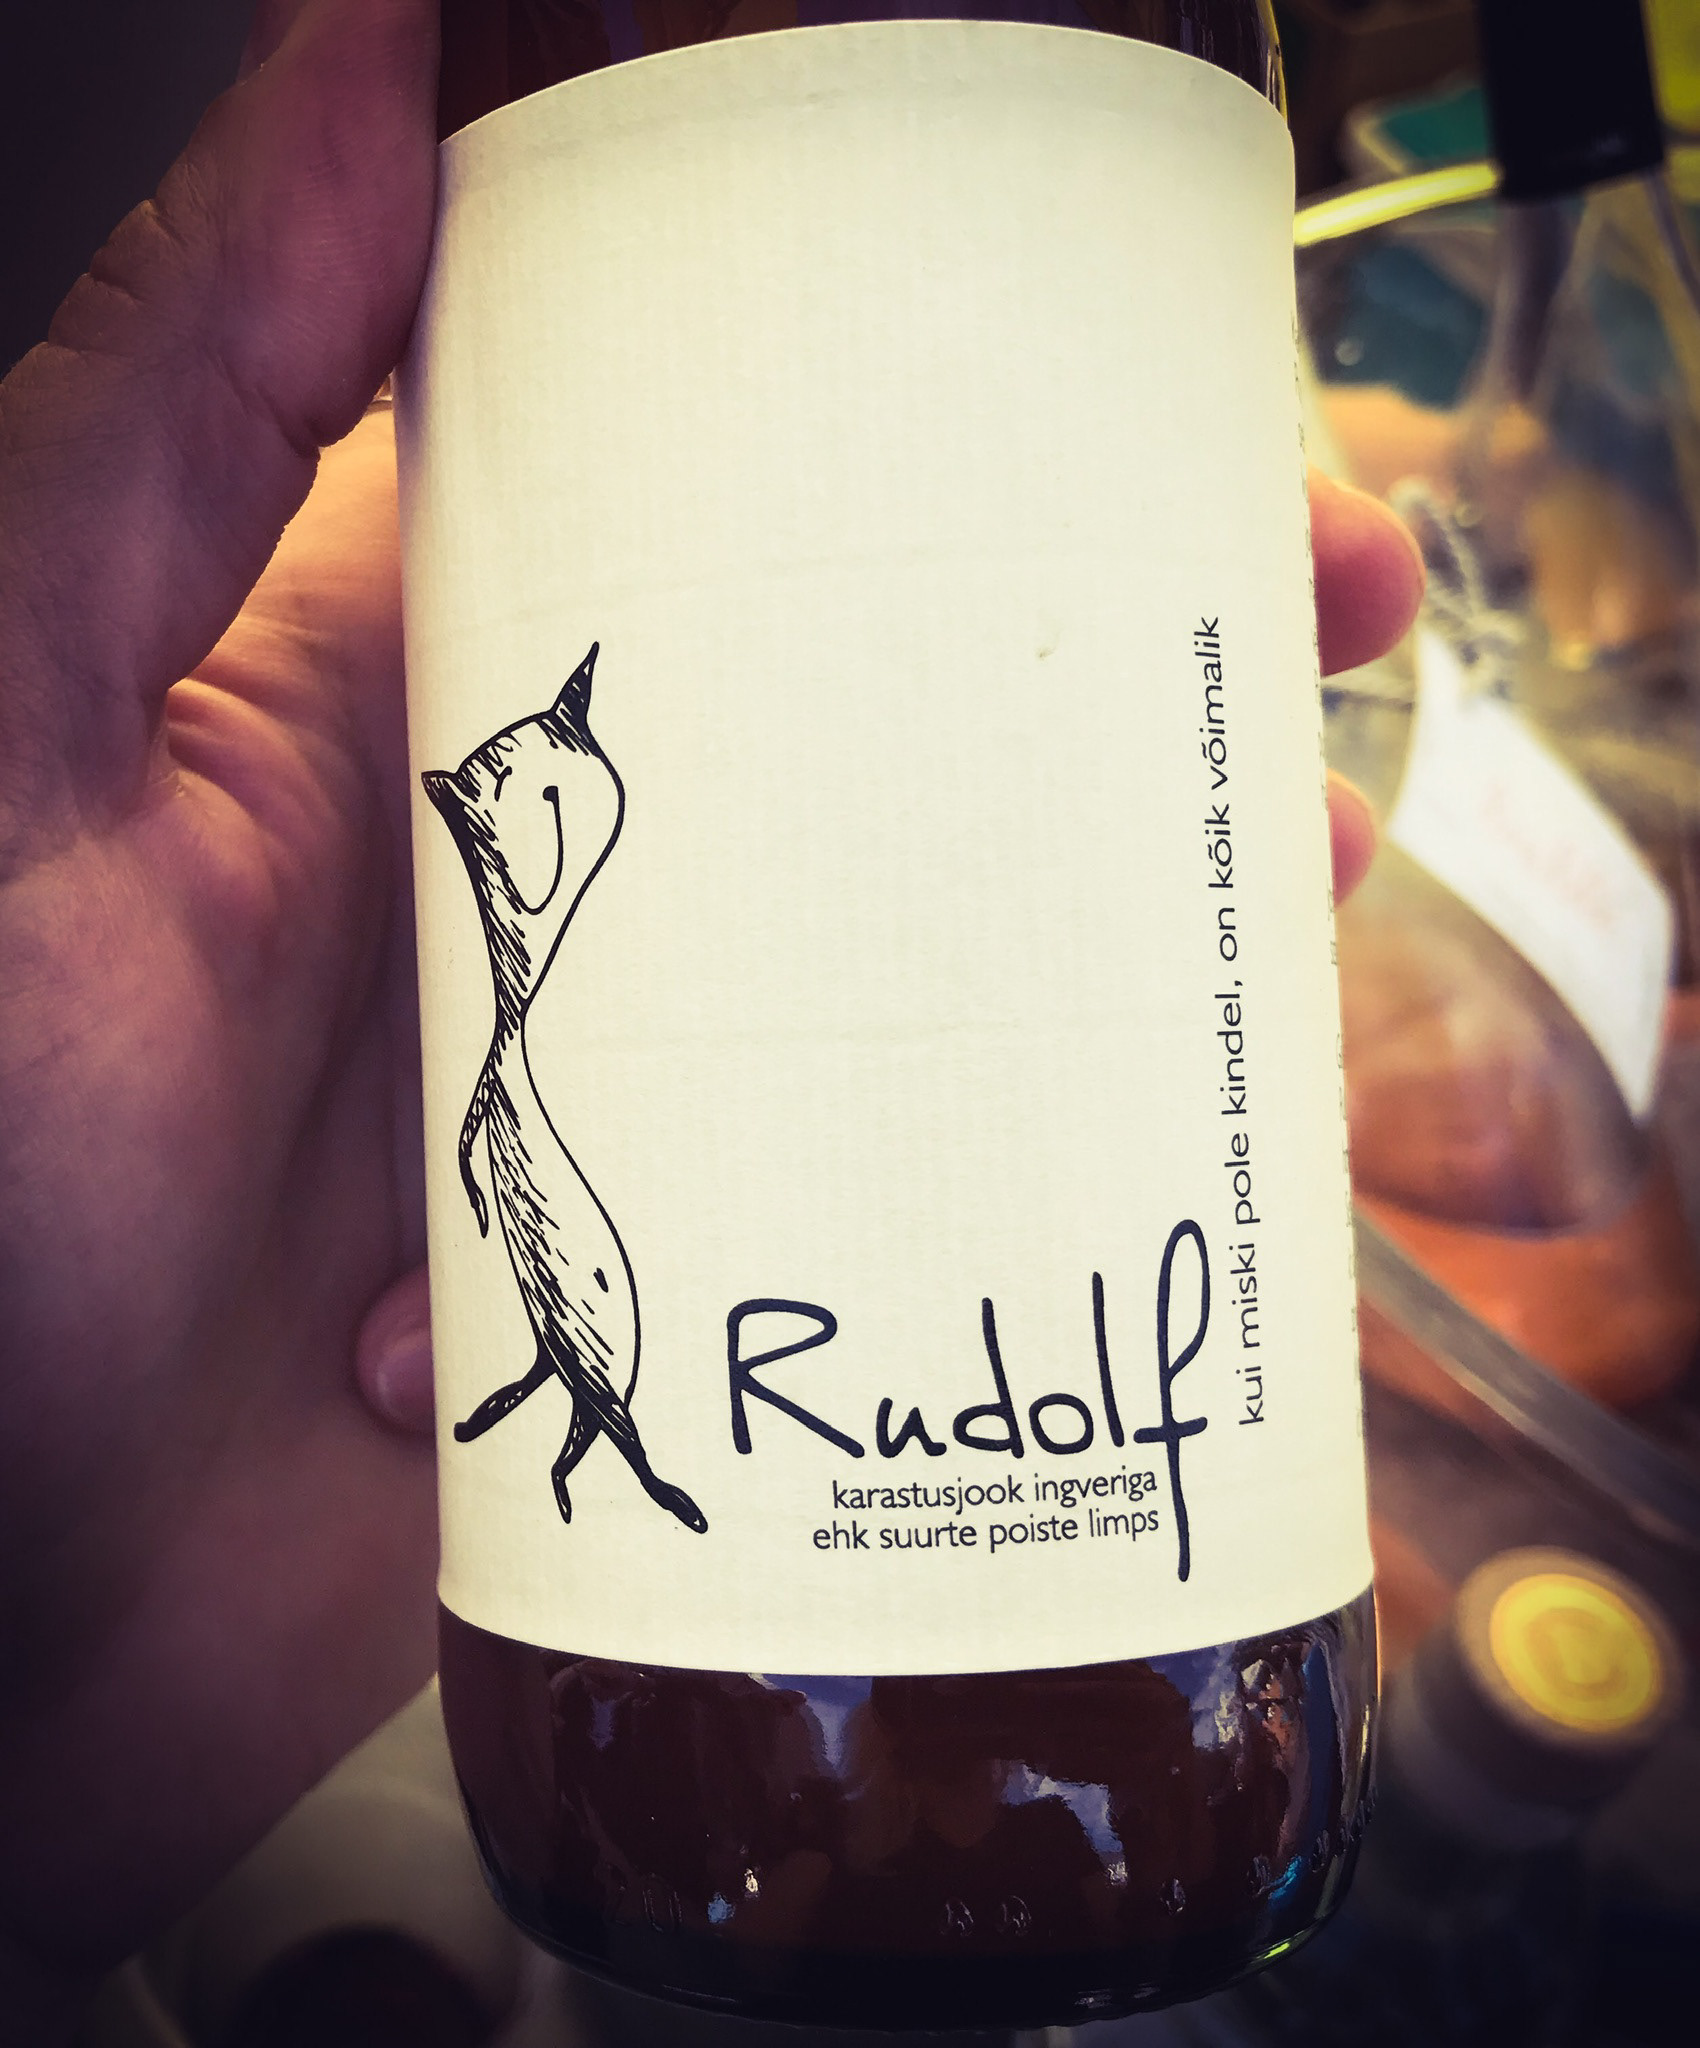 Rudolf
karastusjook ingveriga
ehk suurte poiste limps
kui miski pole kindel, on kõik võimalik